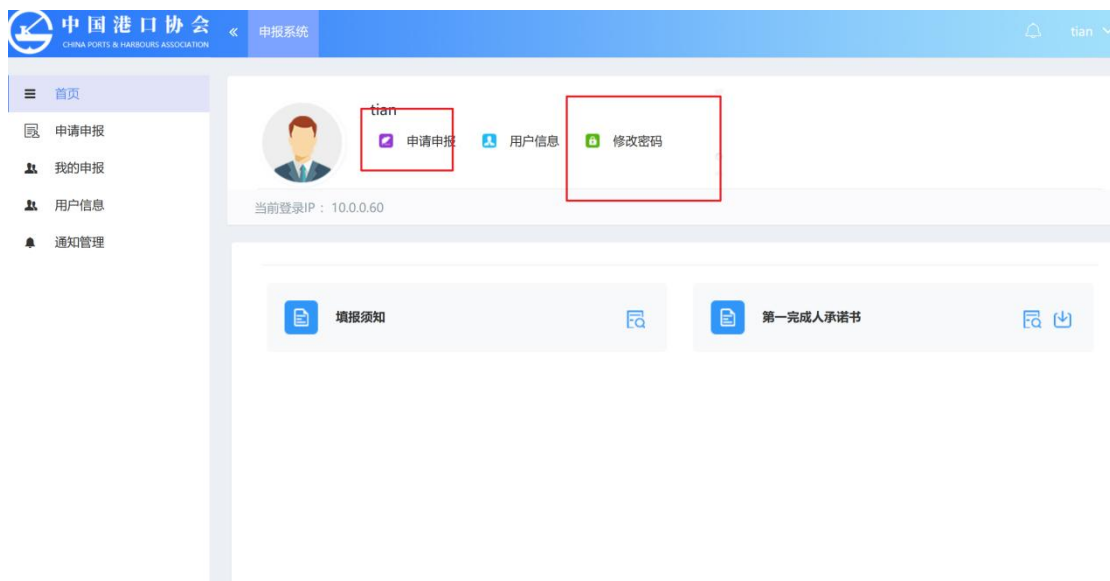 中国港口协会
CHINA PORTS & HARBOURS ASSOCIATION
申报系统
tian
首页
申请申报
我的申报
用户信息
通知管理
tian
申请申报 用户信息 修改密码
当前登录IP： 10.0.0.60
填报须知
第一完成人承诺书